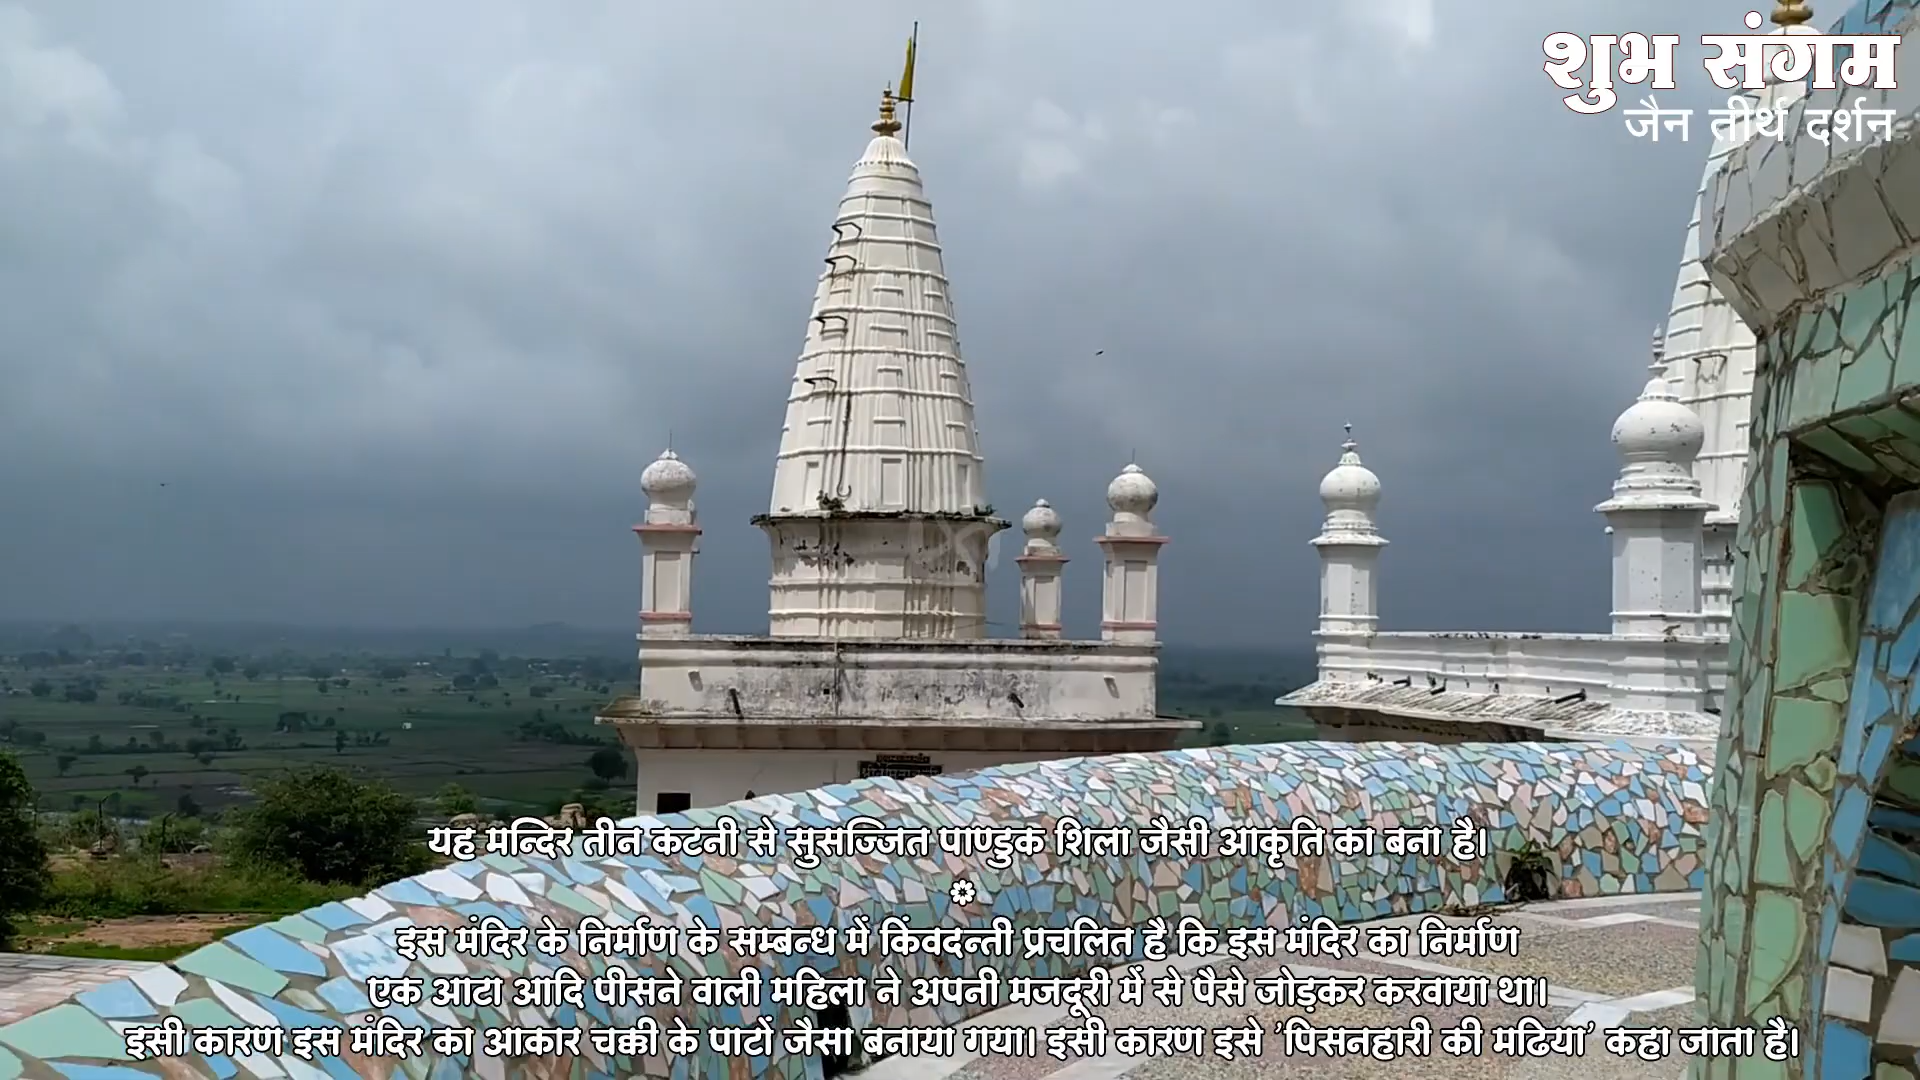 शुभ संगम
जैन तीर्थ दर्शन
यह मन्दिर तीन कटनी से सुसज्जित पाण्डुक शिला जैसी आकृति का बना है।
इस मंदिर के निर्माण के सम्बन्ध में किंवदन्ती प्रचलित है कि इस मंदिर का निर्माण
एक आटा आदि पीसने वाली महिला ने अपनी मजदूरी में से पैसे जोड़कर करवाया था।
इसी कारण इस मंदिर का आकार चक्की के पाटों जैसा बनाया गया। इसी कारण इसे 'पिसनहारी की मढिया' कहा जाता है।